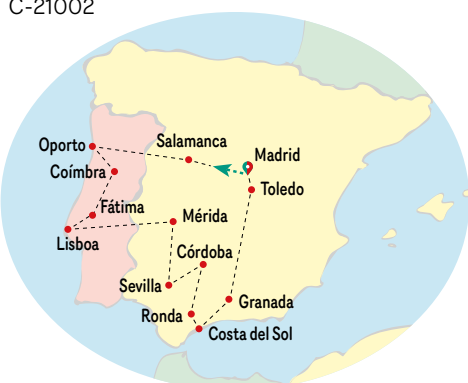 C-21002
Oporto
Salamanca
Madrid
Coímbra
Toledo
Fátima
Mérida
Lisboa
Córdoba
Sevilla
Granada
Ronda
Costa del Sol